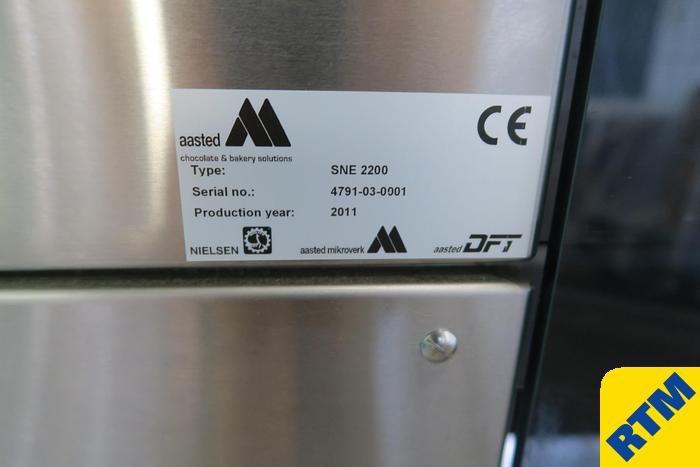 aasted
CE
chocolate & bakery solutions
Type: SNE 2200
Serial no.: 4791-03-0001
Production year: 2011
NIELSEN aasted mikroverk aasted DFT
RTM